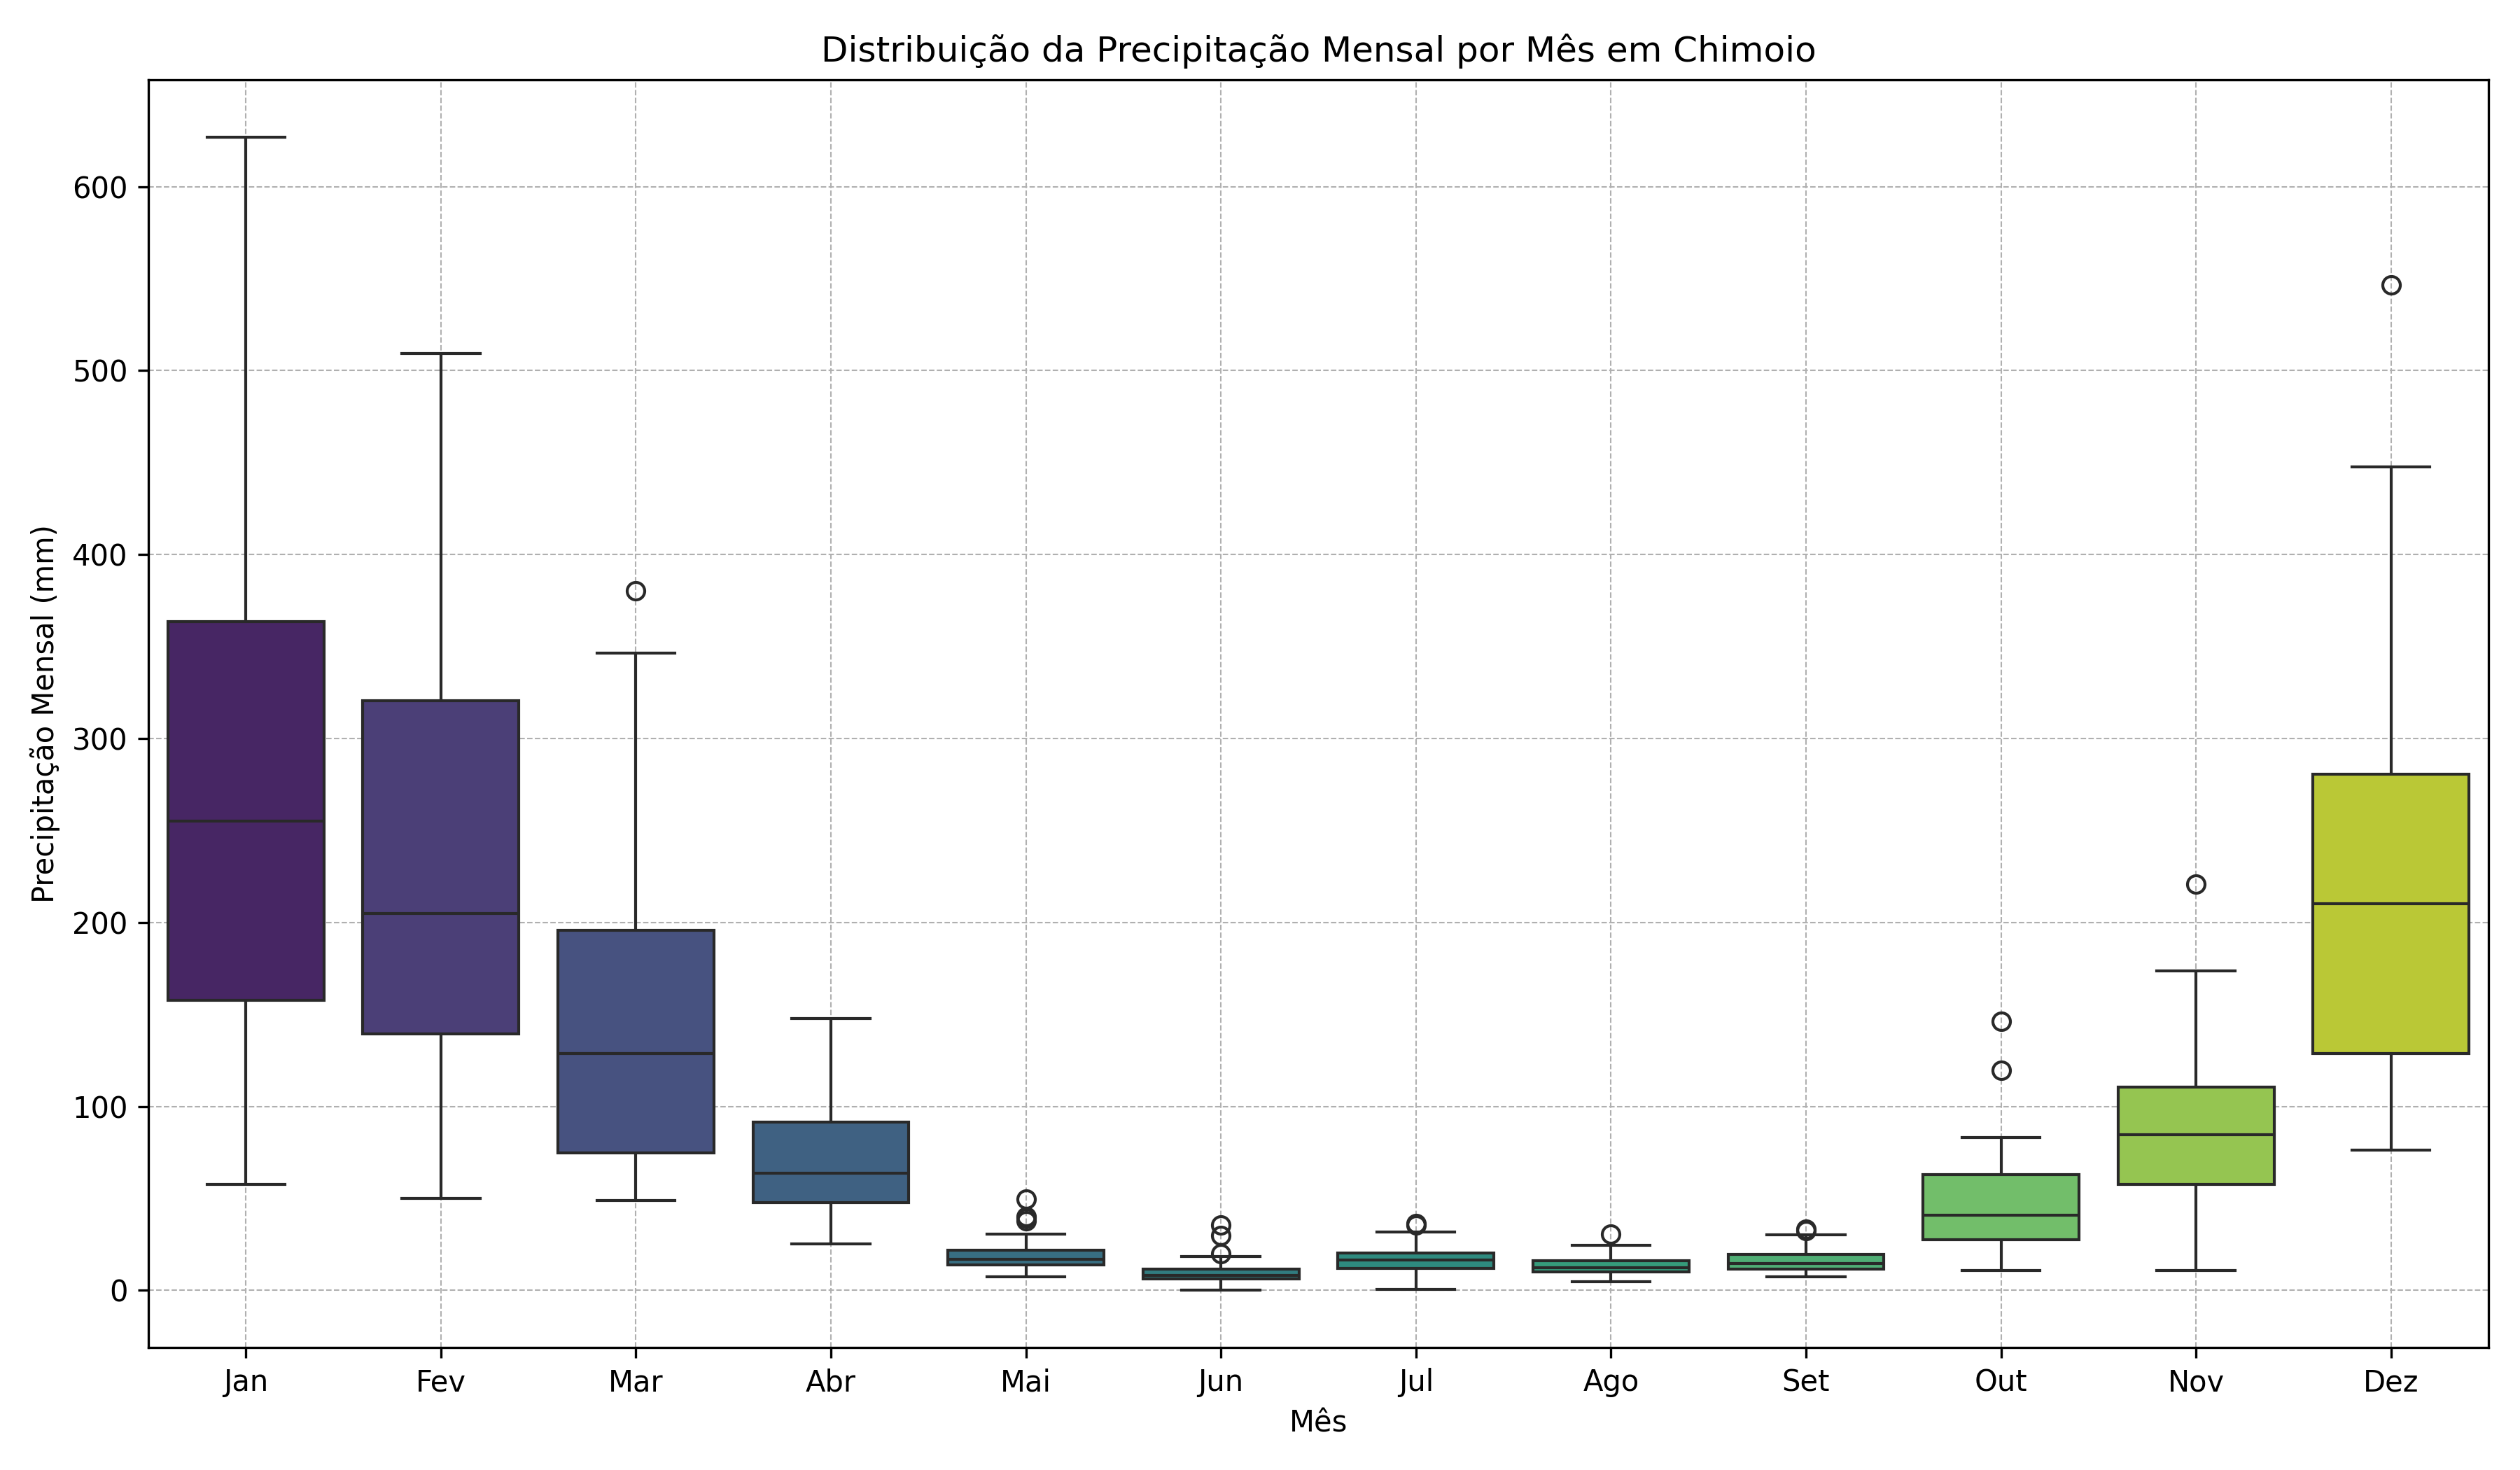 Distribuição da Precipitação Mensal por Mês em Chimoio
Precipitação Mensal (mm)
600
500
400
300
200
100
0
Jan Fev Mar Abr Mai Jun Jul Ago Set Out Nov Dez
Mês